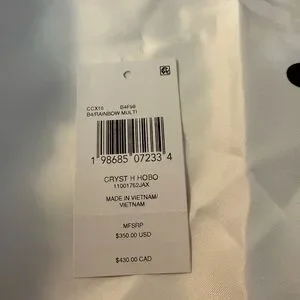 CCX16 B4F98
B4/RAINBOW MULTI
1 98685 07233 4
CRYST H HOBO
11001762JAX
MADE IN VIETNAM/
VIETNAM
MFSRP
$350.00 USD
$430.00 CAD